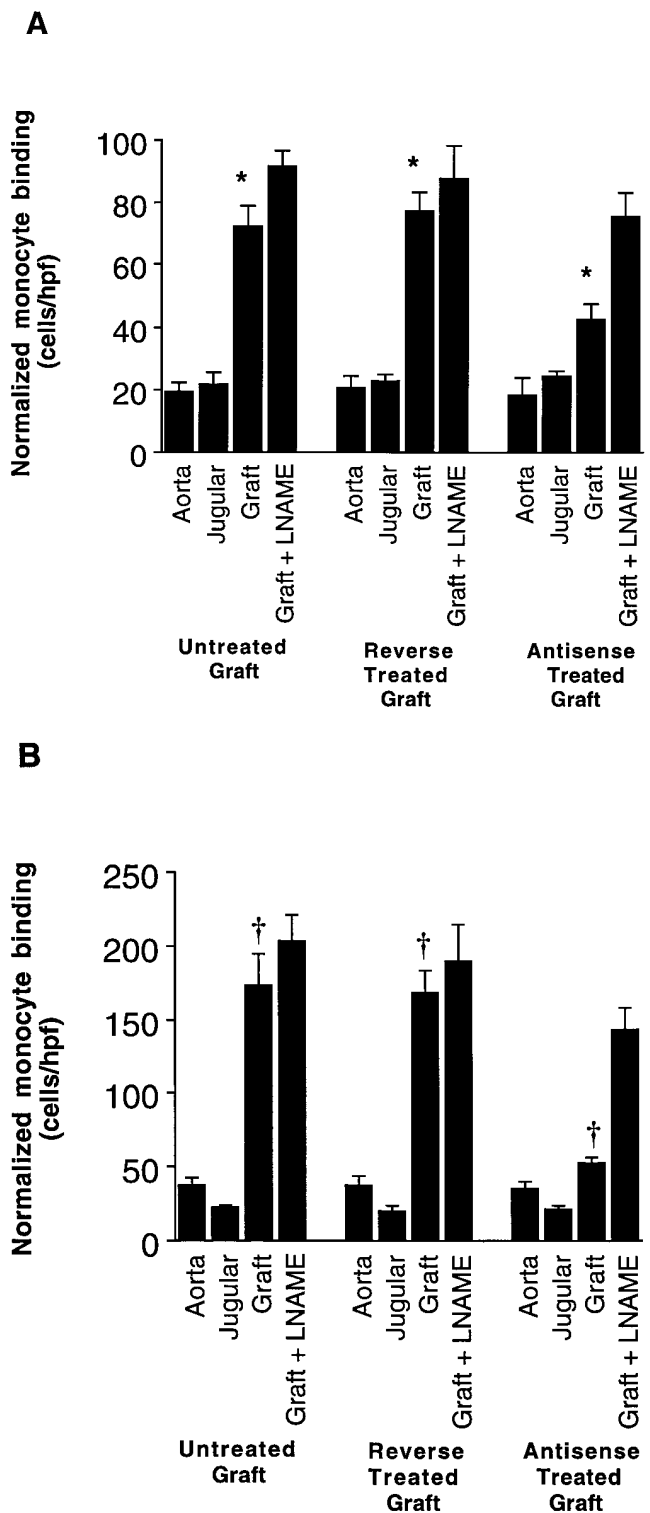 A
Normalized monocyte binding
(cells/hpf)
100
80
60
40
20
0
*
*
*
Aorta
Jugular
Graft
Graft + LNAME
Aorta
Jugular
Graft
Graft + LNAME
Aorta
Jugular
Graft
Graft + LNAME
Untreated
Graft
Reverse
Treated
Graft
Antisense
Treated
Graft
B
Normalized monocyte binding
(cells/hpf)
250
200
150
100
50
0
†
†
†
Aorta
Jugular
Graft
Graft + LNAME
Aorta
Jugular
Graft
Graft + LNAME
Aorta
Jugular
Graft
Graft + LNAME
Untreated
Graft
Reverse
Treated
Graft
Antisense
Treated
Graft